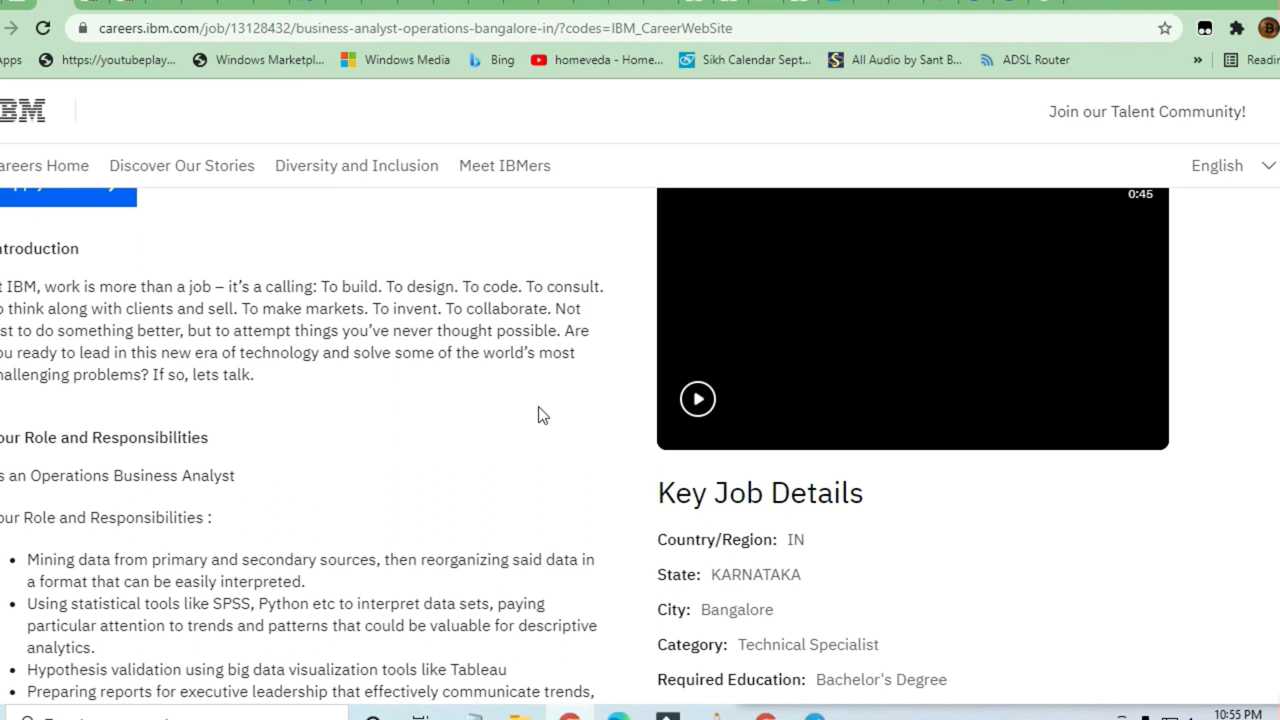 careers.ibm.com/job/13128432/business-analyst-operations-bangalore-in/?codes=IBM_CareerWebSite
pps https://youtubeplay... Windows Marketpl... Windows Media Bing homeveda - Home... Sikh Calendar Sept... All Audio by Sant B... ADSL Router » Readin
IBM
Join our Talent Community!
areers Home Discover Our Stories Diversity and Inclusion Meet IBMers English
0:45
ntroduction
t IBM, work is more than a job – it's a calling: To build. To design. To code. To consult.
o think along with clients and sell. To make markets. To invent. To collaborate. Not
st to do something better, but to attempt things you've never thought possible. Are
ou ready to lead in this new era of technology and solve some of the world's most
hallenging problems? If so, lets talk.
our Role and Responsibilities
s an Operations Business Analyst
our Role and Responsibilities :
• Mining data from primary and secondary sources, then reorganizing said data in
a format that can be easily interpreted.
• Using statistical tools like SPSS, Python etc to interpret data sets, paying
particular attention to trends and patterns that could be valuable for descriptive
analytics.
• Hypothesis validation using big data visualization tools like Tableau
• Preparing reports for executive leadership that effectively communicate trends,
Key Job Details
Country/Region: IN
State: KARNATAKA
City: Bangalore
Category: Technical Specialist
Required Education: Bachelor's Degree
10:55 PM